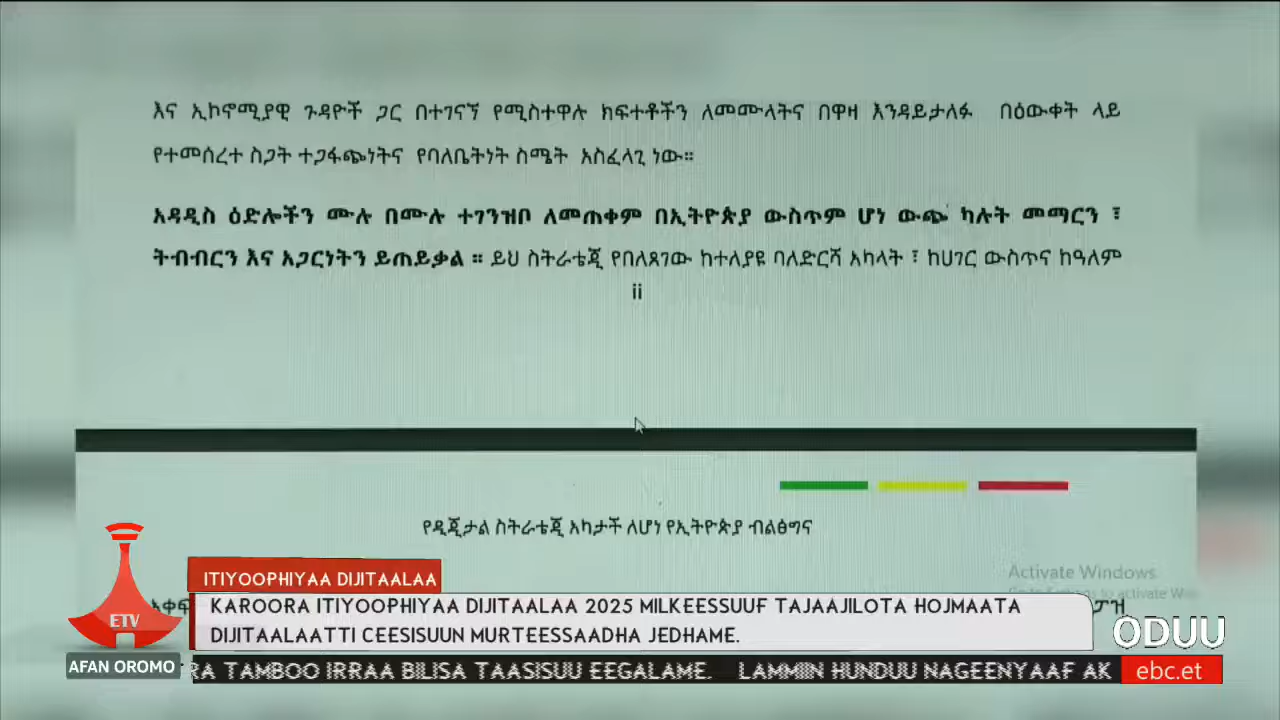 እና ኢኮኖሚያዊ ጉዳዮች ጋር በተገናኘ የሚስተዋሉ ክፍተቶችን ለመሙላትና በዋዛ እንዳይታለፉ በዕውቀት ላይ
የተመሰረተ ስጋት ተጋፋጭነትና የባለቤትነት ስሜት አስፈላጊ ነው።
አዳዲስ ዕድሎችን ሙሉ በሙሉ ተገንዝቦ ለመጠቀም በኢትዮጵያ ውስጥም ሆነ ውጭ ካሉት መማርን ፣
ትብብርን እና አጋርነትን ይጠይቃል ። ይህ ስትራቴጂ የበለጸገው ከተለያዩ ባለድርሻ አካላት ፣ ከሀገር ውስጥና ከዓለም
ii
የዲጂታል ስትራቴጂ አካታች ለሆነ የኢትዮጵያ ብልፅግና
Activate Windows
ITIYOOPHIYAA DIJITAALAA
KAROORA ITIYOOPHIYAA DIJITAALAA 2025 MILKEESSUUF TAJAAJILOTA HOJMAATA
DIJITAALAATTI CEESISUUN MURTEESSAADHA JEDHAME.
ETV
ODUU
AFAN OROMO
RA TAMBOO IRRAA BILISA TAASISUU EEGALAME. LAMMIIN HUNDUU NAGEENYAAF AK
ebc.et